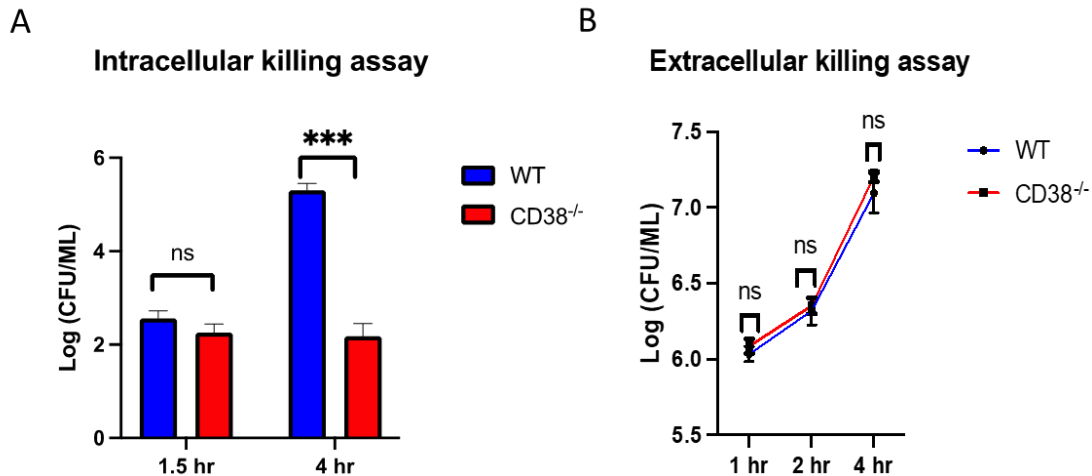 A
Intracellular killing assay
Log (CFU/ML)
6
4
2
0
ns
***
1.5 hr
4 hr
WT
CD38-/-
B
Extracellular killing assay
Log (CFU/ML)
7.5
7.0
6.5
6.0
5.5
ns
ns
ns
1 hr
2 hr
4 hr
WT
CD38-/-